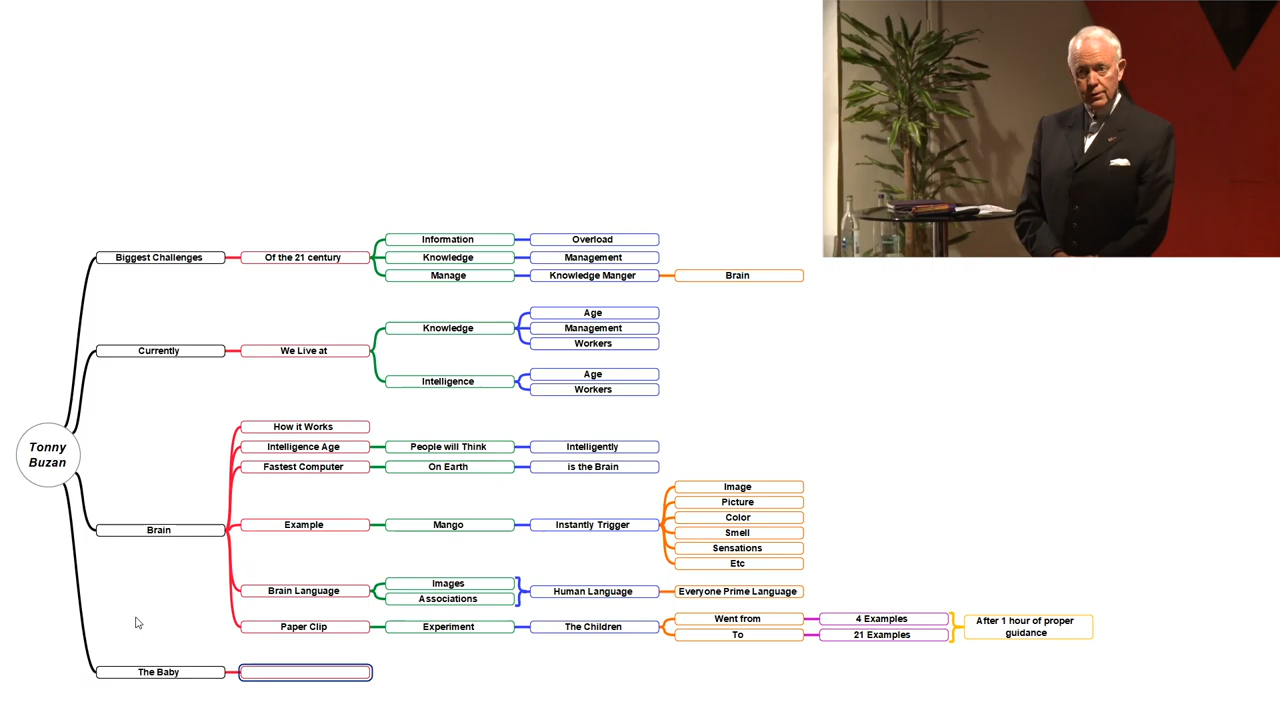 Tonny
Buzan
Biggest Challenges
Of the 21 century
Information
Overload
Knowledge
Management
Manage
Knowledge Manger
Brain
Currently
We Live at
Knowledge
Age
Management
Workers
Intelligence
Age
Workers
Brain
How it Works
Intelligence Age
People will Think
Intelligently
Fastest Computer
On Earth
is the Brain
Example
Mango
Instantly Trigger
Image
Picture
Color
Smell
Sensations
Etc
Brain Language
Images
Associations
Human Language
Everyone Prime Language
Paper Clip
Experiment
The Children
Went from
4 Examples
To
21 Examples
After 1 hour of proper
guidance
The Baby